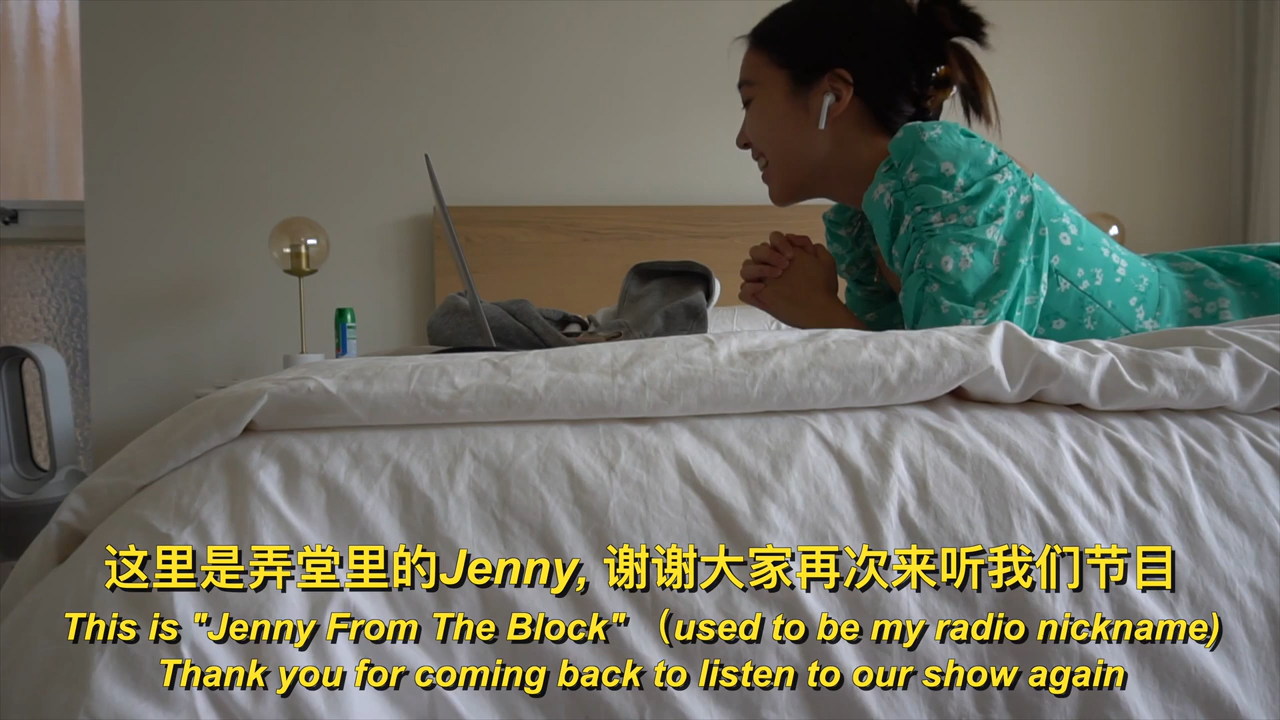 这里是弄堂里的Jenny, 谢谢大家再次来听我们节目
This is "Jenny From The Block" （used to be my radio nickname)
Thank you for coming back to listen to our show again